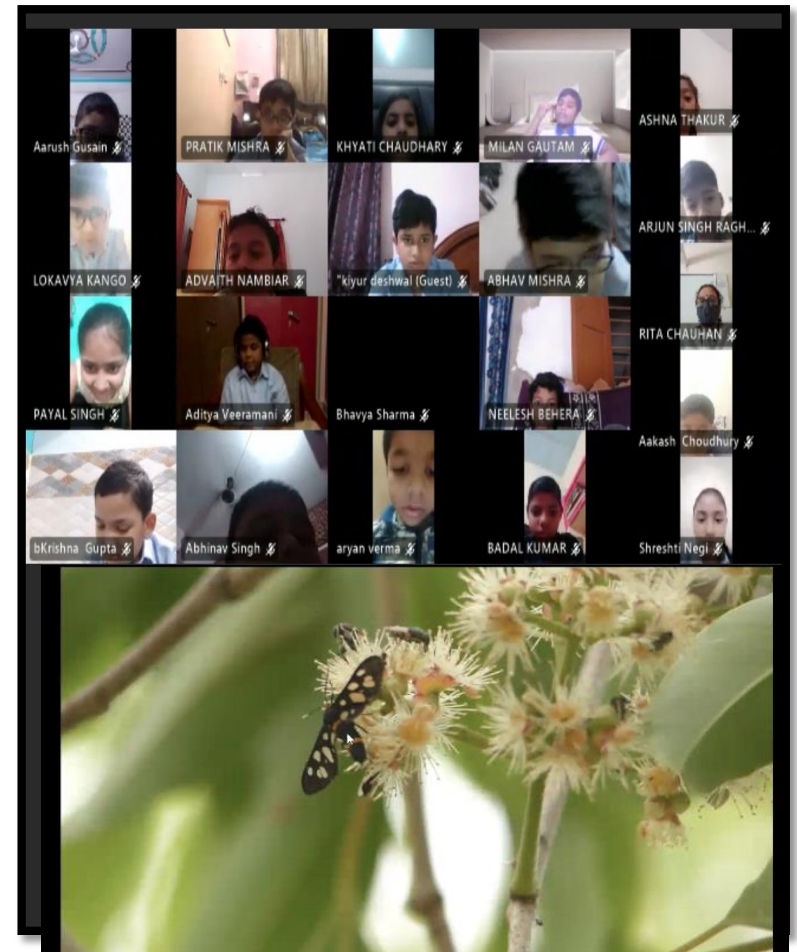 Aarush Gusain
PRATIK MISHRA
KHYATI CHAUDHARY
MILAN GAUTAM
ASHNA THAKUR
LOKAVYA KANGO
ADVAITH NAMBIAR
"kiyur deshwal (Guest)
ABHAV MISHRA
ARJUN SINGH RAGH...
RITA CHAUHAN
PAYAL SINGH
Aditya Veeramani
Bhavya Sharma
NEELESH BEHERA
Aakash Choudhury
bKrishna Gupta
Abhinav Singh
aryan verma
BADAL KUMAR
Shreshti Negi